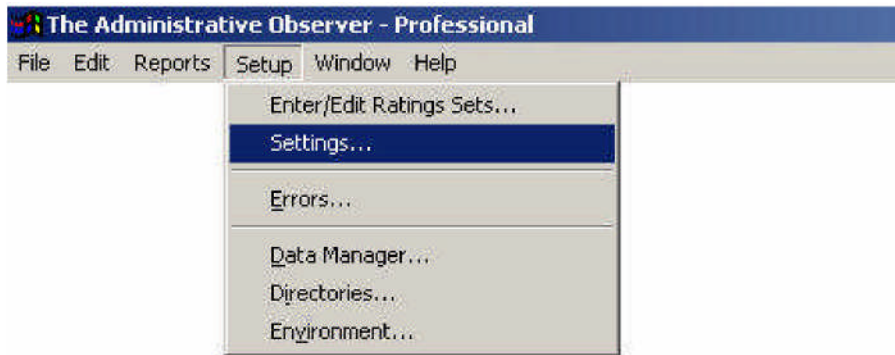 The Administrative Observer - Professional
File Edit Reports Setup Window Help
Enter/Edit Ratings Sets...
Settings...
Errors...
Data Manager...
Directories...
Environment...